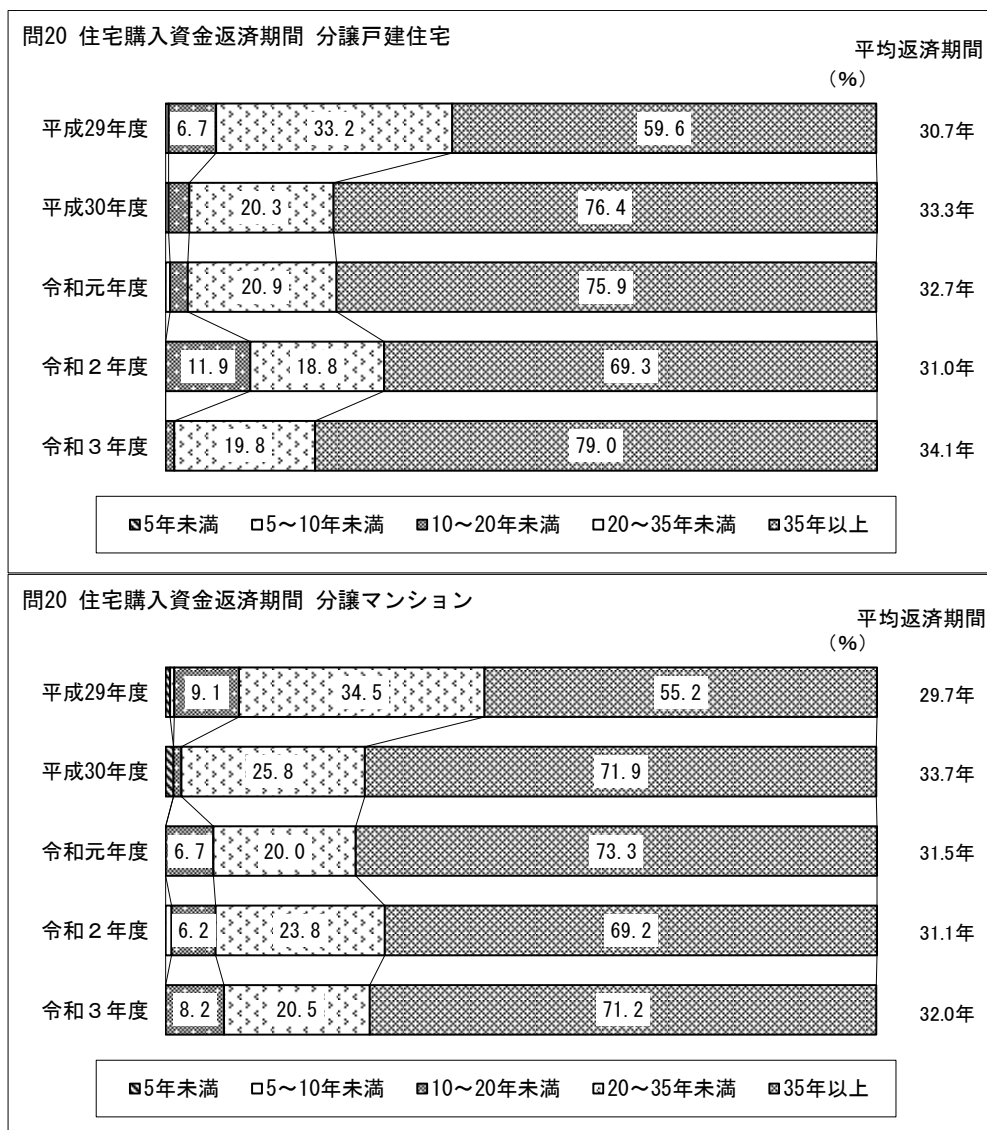 問20 住宅購入資金返済期間 分譲戸建住宅
平均返済期間
（%）
平成29年度 6.7 33.2 59.6 30.7年
平成30年度 20.3 76.4 33.3年
令和元年度 20.9 75.9 32.7年
令和２年度 11.9 18.8 69.3 31.0年
令和３年度 19.8 79.0 34.1年
5年未満 5～10年未満 10～20年未満 20～35年未満 35年以上
問20 住宅購入資金返済期間 分譲マンション
平均返済期間
（%）
平成29年度 9.1 34.5 55.2 29.7年
平成30年度 25.8 71.9 33.7年
令和元年度 6.7 20.0 73.3 31.5年
令和２年度 6.2 23.8 69.2 31.1年
令和３年度 8.2 20.5 71.2 32.0年
5年未満 5～10年未満 10～20年未満 20～35年未満 35年以上